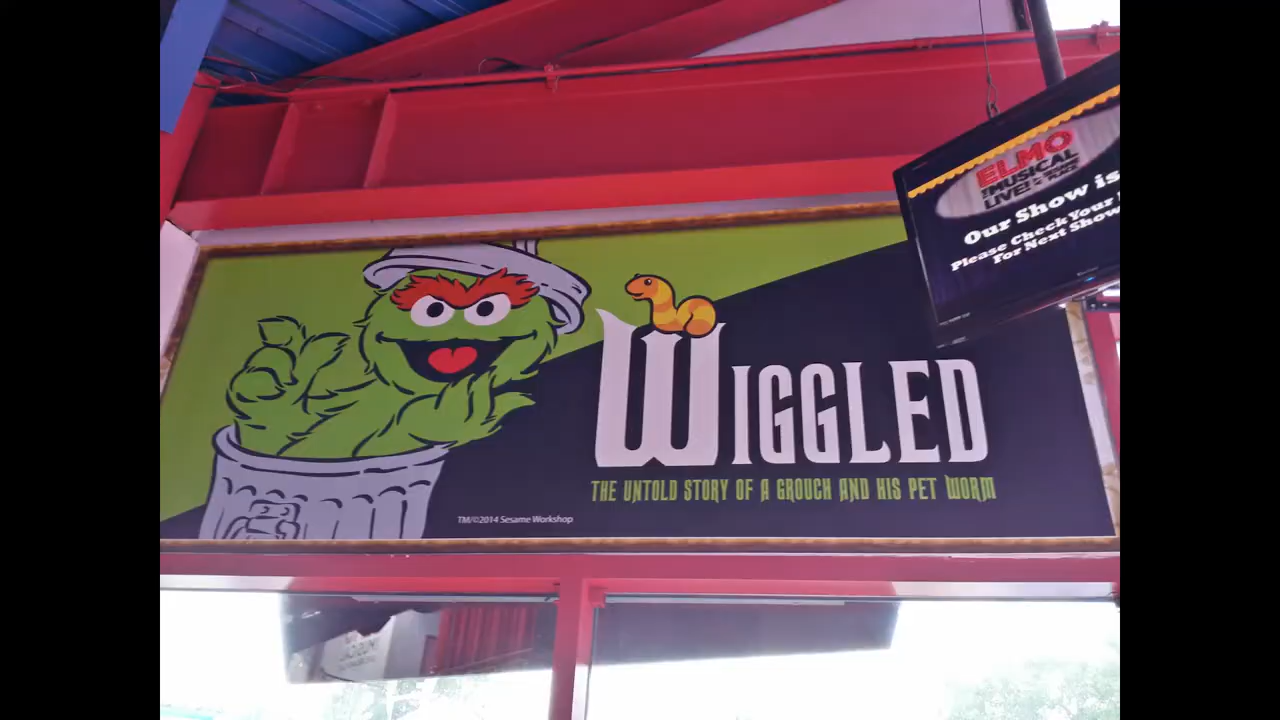 ELMO
THE MUSICAL
LIVE!
Our Show is
Please Check Your
For Next Show
WIGGLED
THE UNTOLD STORY OF A GROUCH AND HIS PET WORM
TM/©2014 Sesame Workshop